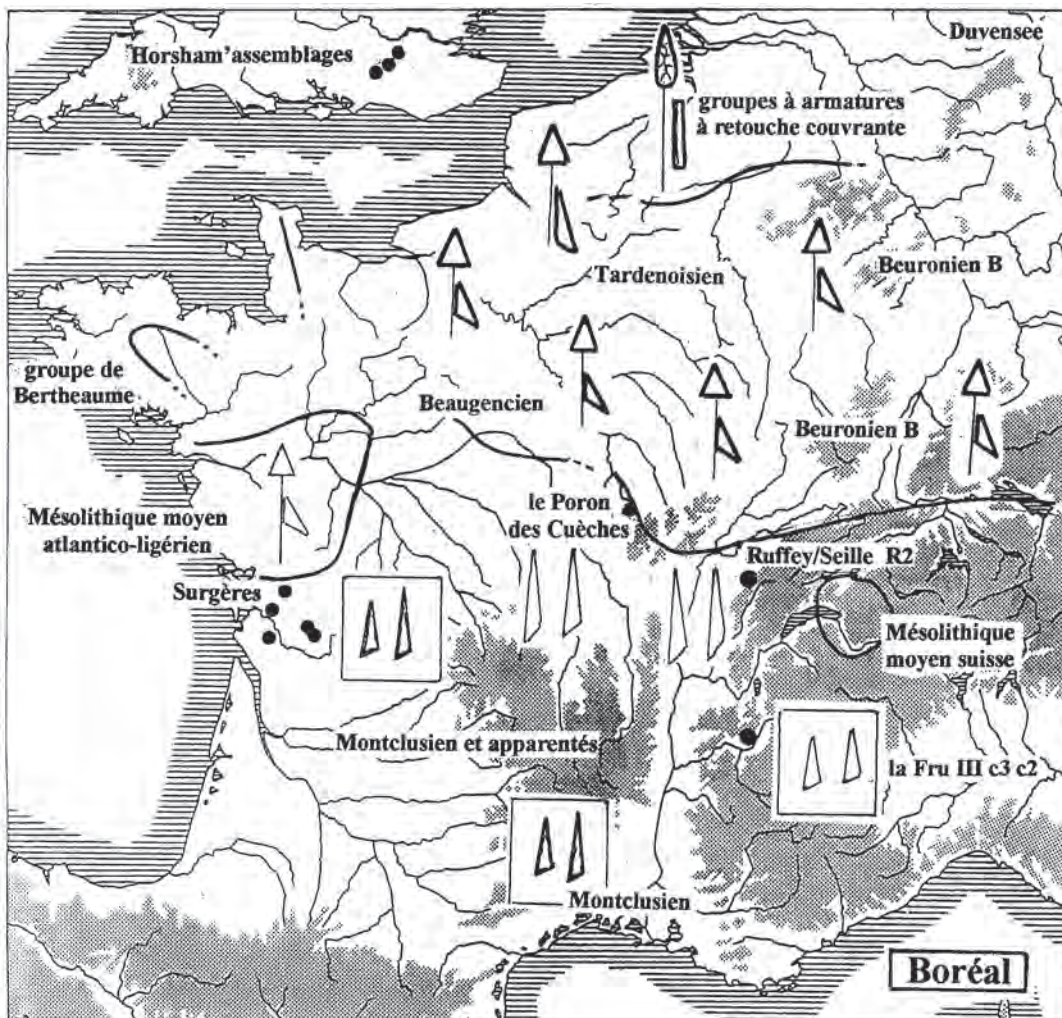 Duvensee
Horsham'assemblages
groupes à armatures
à retouche couvrante
Tardenoisien
Beuronien B
groupe de
Bertheaume
Beaugencien
Beuronien B
le Poron
des Cuèches
Mésolithique moyen
atlantico-ligérien
Ruffey/Seille R2
Surgères
Mésolithique
moyen suisse
Montclusien et apparentés
la Fru III c3 c2
Montclusien
Boréal